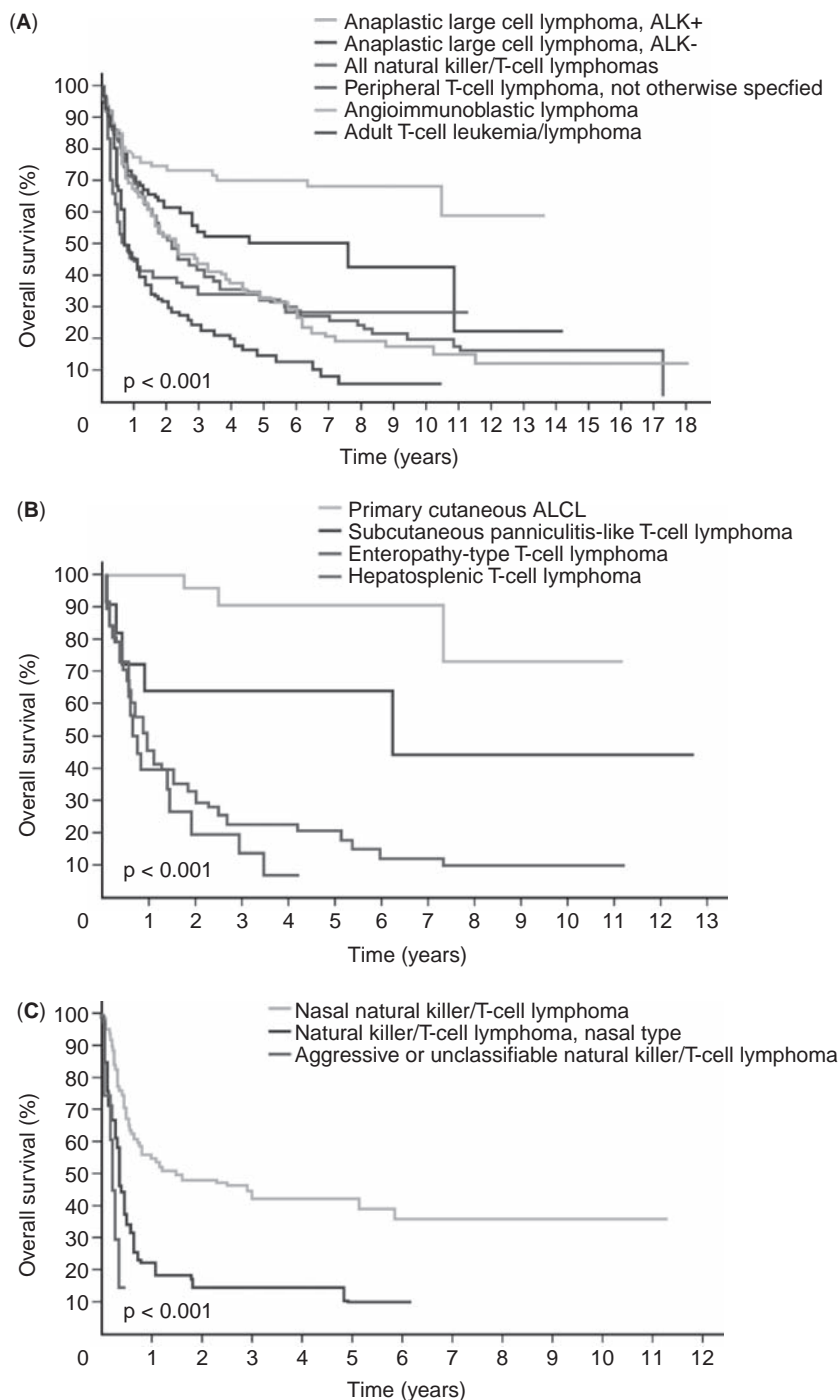 (A)
Anaplastic large cell lymphoma, ALK+
Anaplastic large cell lymphoma, ALK-
All natural killer/T-cell lymphomas
Peripheral T-cell lymphoma, not otherwise specfied
Angioimmunoblastic lymphoma
Adult T-cell leukemia/lymphoma
Overall survival (%)
100
90
80
70
60
50
40
30
20
10
p < 0.001
0 1 2 3 4 5 6 7 8 9 10 11 12 13 14 15 16 17 18
Time (years)
(B)
Primary cutaneous ALCL
Subcutaneous panniculitis-like T-cell lymphoma
Enteropathy-type T-cell lymphoma
Hepatosplenic T-cell lymphoma
Overall survival (%)
100
90
80
70
60
50
40
30
20
10
p < 0.001
0 1 2 3 4 5 6 7 8 9 10 11 12 13
Time (years)
(C)
Nasal natural killer/T-cell lymphoma
Natural killer/T-cell lymphoma, nasal type
Aggressive or unclassifiable natural killer/T-cell lymphoma
Overall survival (%)
100
90
80
70
60
50
40
30
20
10
p < 0.001
0 1 2 3 4 5 6 7 8 9 10 11 12
Time (years)